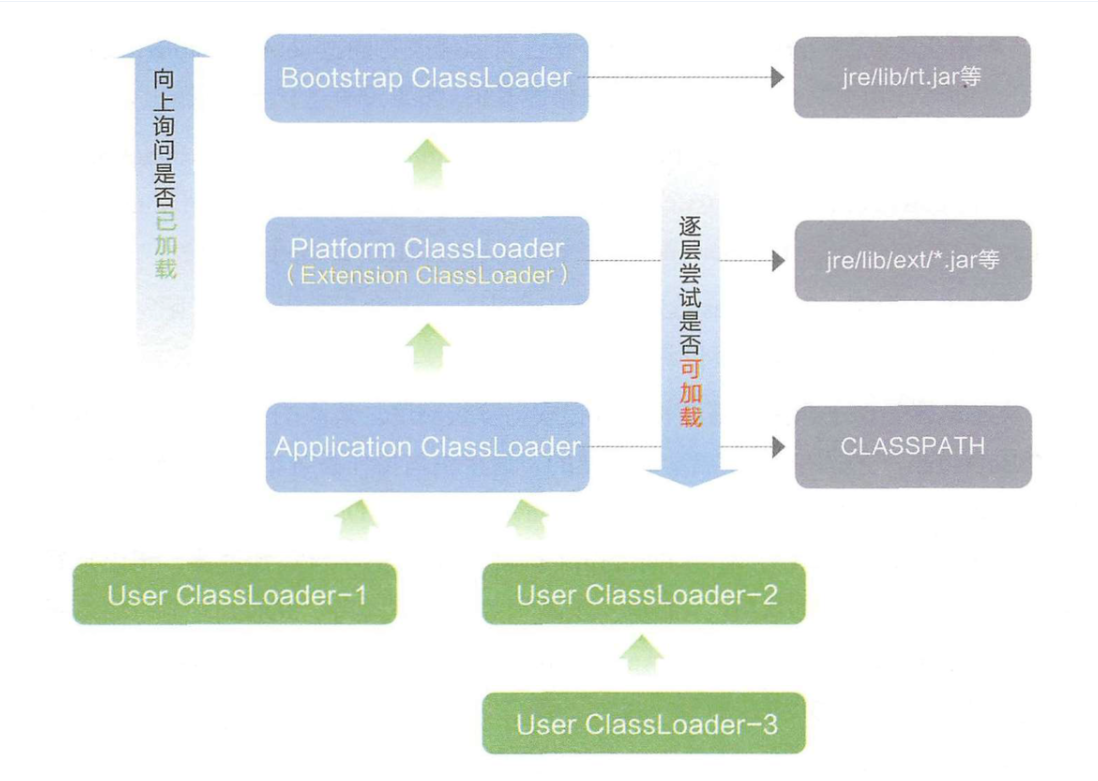 向上询问是否已加载
Bootstrap ClassLoader
jre/lib/rt.jar等
Platform ClassLoader
（Extension ClassLoader）
逐层尝试是否可加载
jre/lib/ext/*.jar等
Application ClassLoader
CLASSPATH
User ClassLoader-1
User ClassLoader-2
User ClassLoader-3